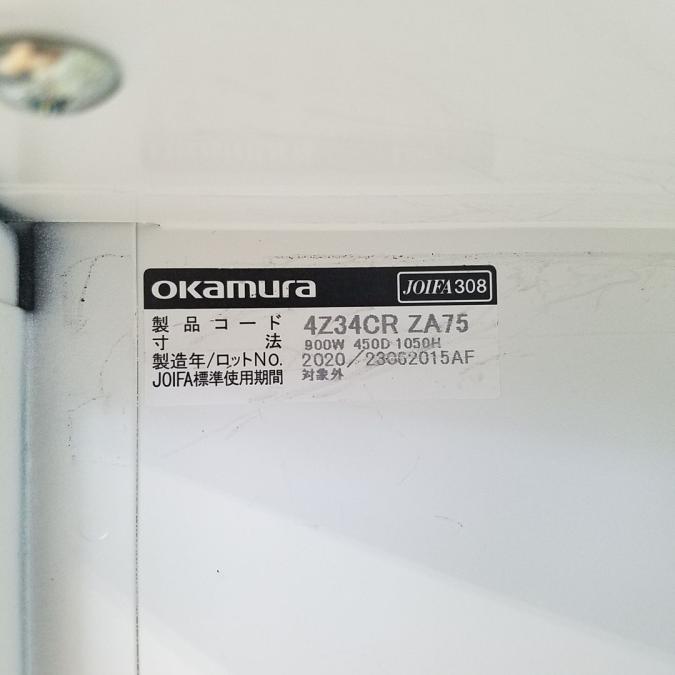 okamura JOIFA308
製品コード 4Z34CR ZA75
寸法 900W 450D 1050H
製造年/ロットNo. 2020/23062015AF
JOIFA標準使用期間 対象外